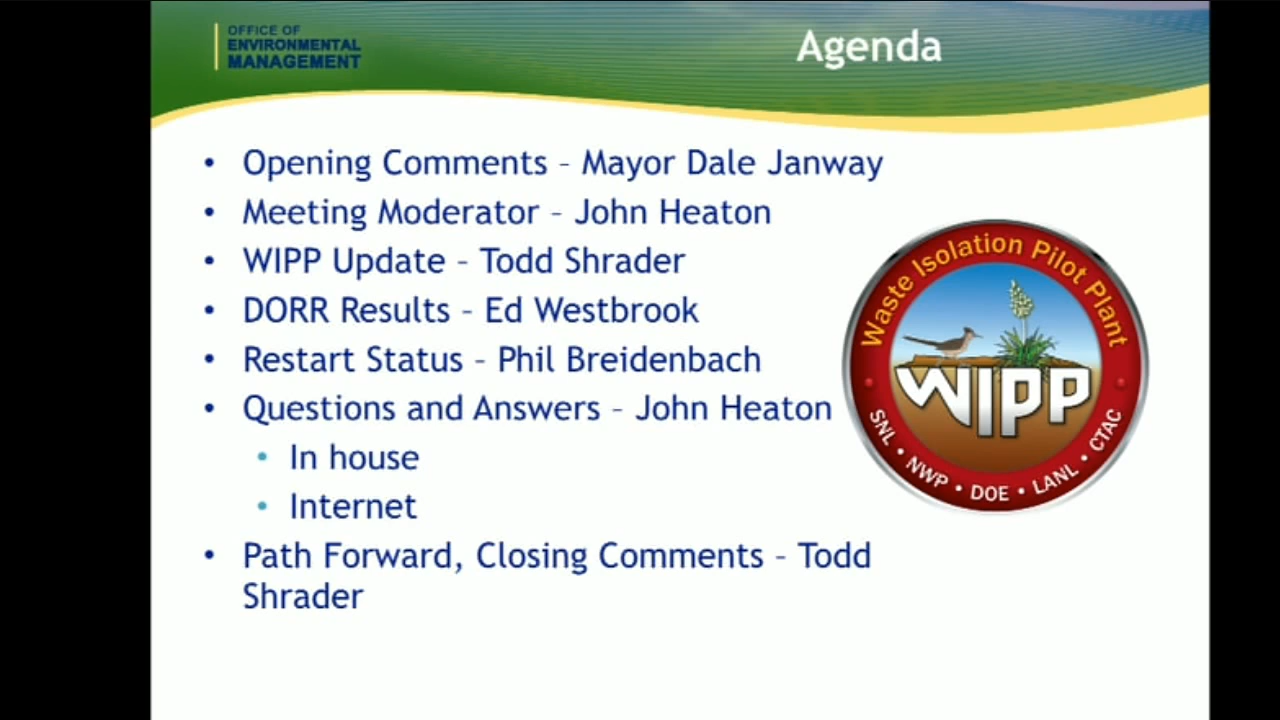 OFFICE OF
ENVIRONMENTAL
MANAGEMENT
Agenda
• Opening Comments – Mayor Dale Janway
• Meeting Moderator – John Heaton
• WIPP Update – Todd Shrader
• DORR Results – Ed Westbrook
• Restart Status – Phil Breidenbach
• Questions and Answers – John Heaton
• In house
• Internet
• Path Forward, Closing Comments – Todd
Shrader
Waste Isolation Pilot Plant
WIPP
SNL • NWP • DOE • LANL • CTAC